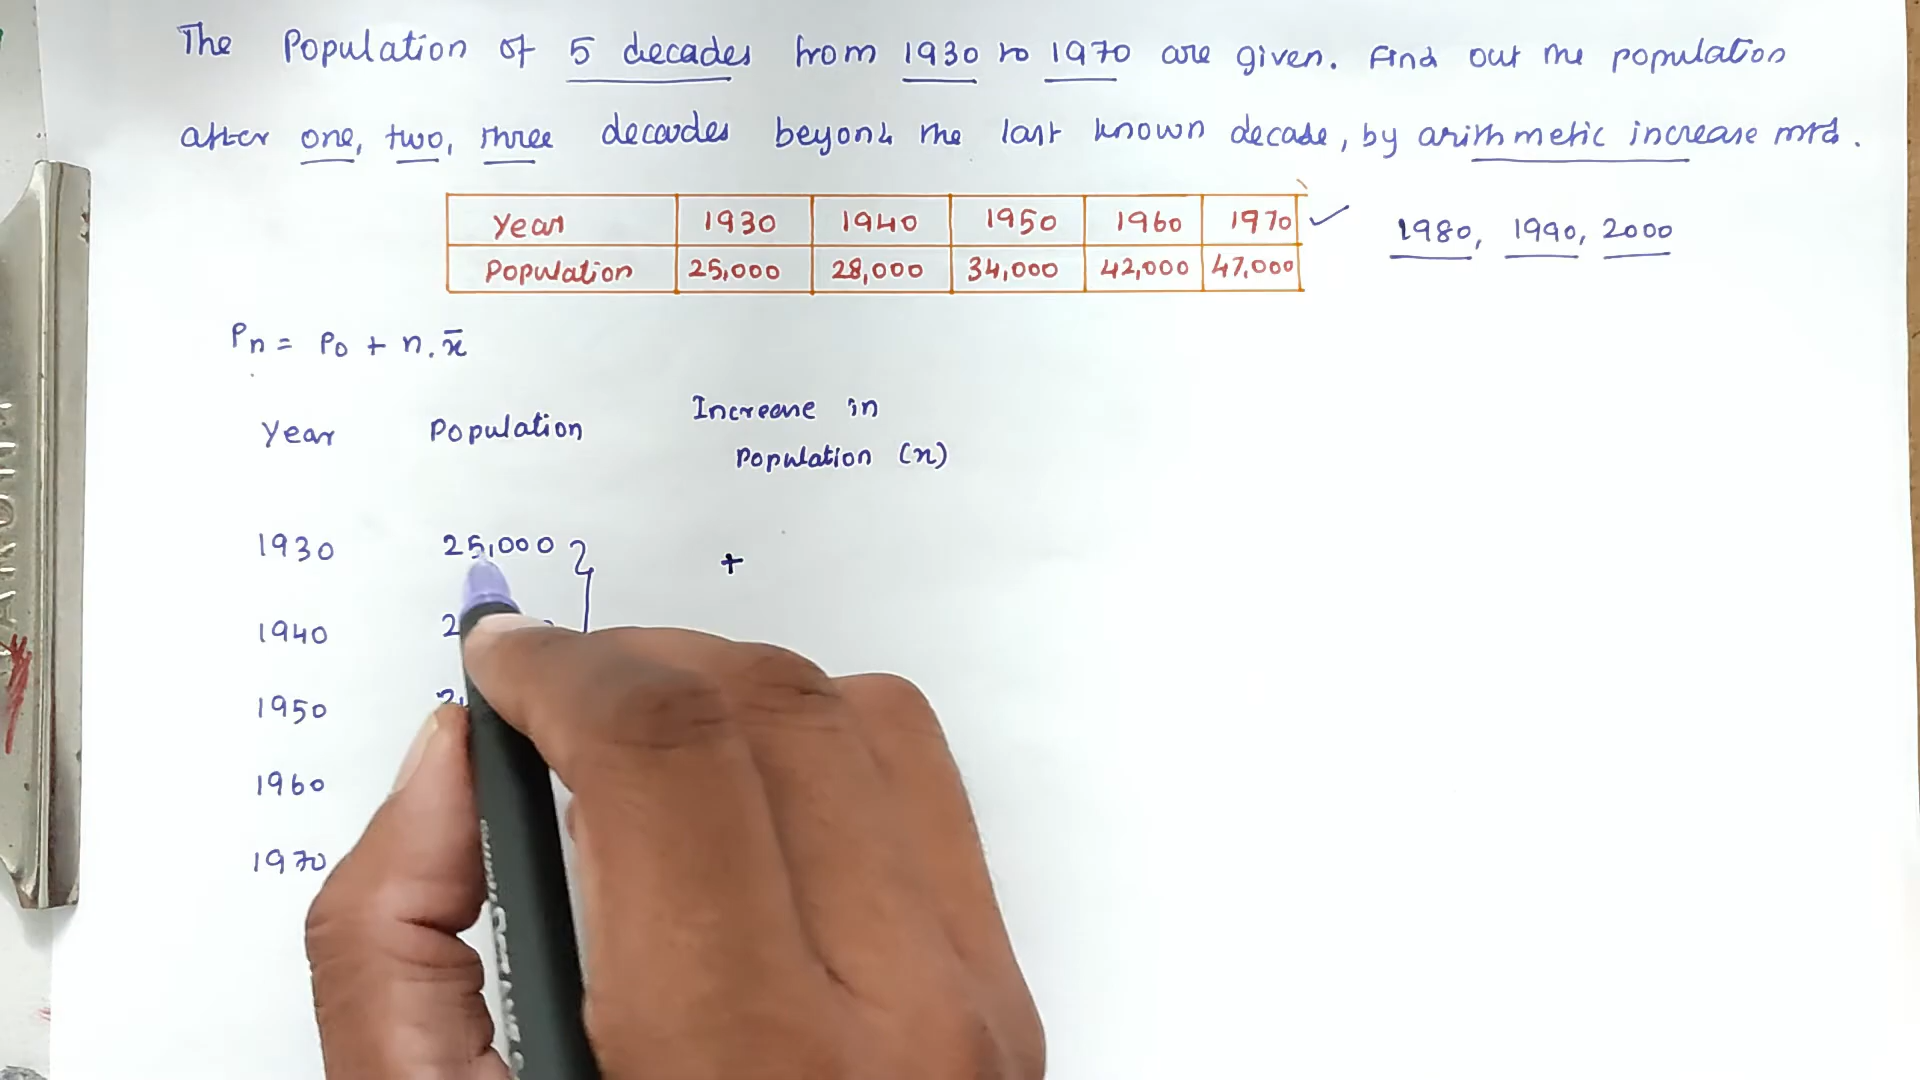 The Population of 5 decades from 1930 to 1970 are given. Find out the population
after one, two, three decades beyond the last known decade, by arithmetic increase mtd.
Year 1930 1940 1950 1960 1970 ✓
Population 25,000 28,000 34,000 42,000 47,000
1980, 1990, 2000
Pn = P0 + n.x̄
Year Population Increase in
Population (x)
1930 25,000 +
1940 2
1950
1960
1970